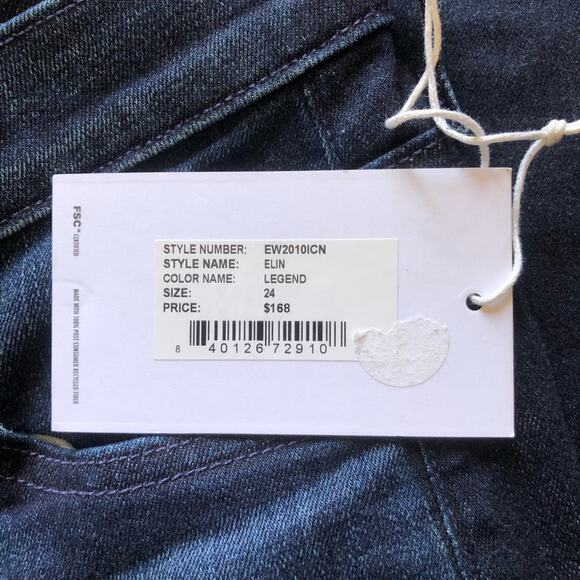 FSC™ CERTIFIED
MADE WITH 100% POST CONSUMER RECYCLED FIBER
STYLE NUMBER: EW2010ICN
STYLE NAME: ELIN
COLOR NAME: LEGEND
SIZE: 24
PRICE: $168
8 40126 72910